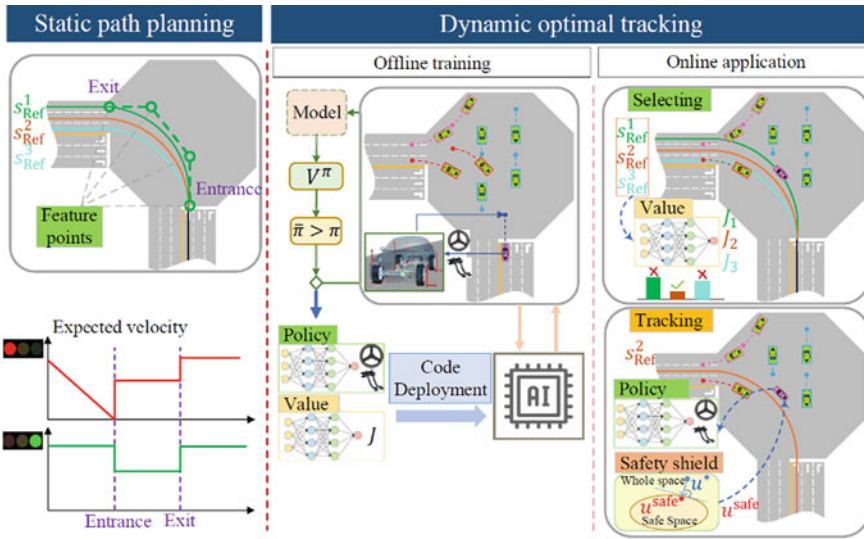 Static path planning
Exit
s¹Ref
s²Ref
s³Ref
Entrance
Feature
points
Expected velocity
Entrance
Exit
Dynamic optimal tracking
Offline training
Model
V^π
π̄ > π
Policy
Value
J
Code
Deployment
AI
Online application
Selecting
s¹Ref
s²Ref
s³Ref
Value
J₁
J₂
J₃
Tracking
s²Ref
Policy
Safety shield
Whole space
u*
u^safe
Safe Space
u^safe